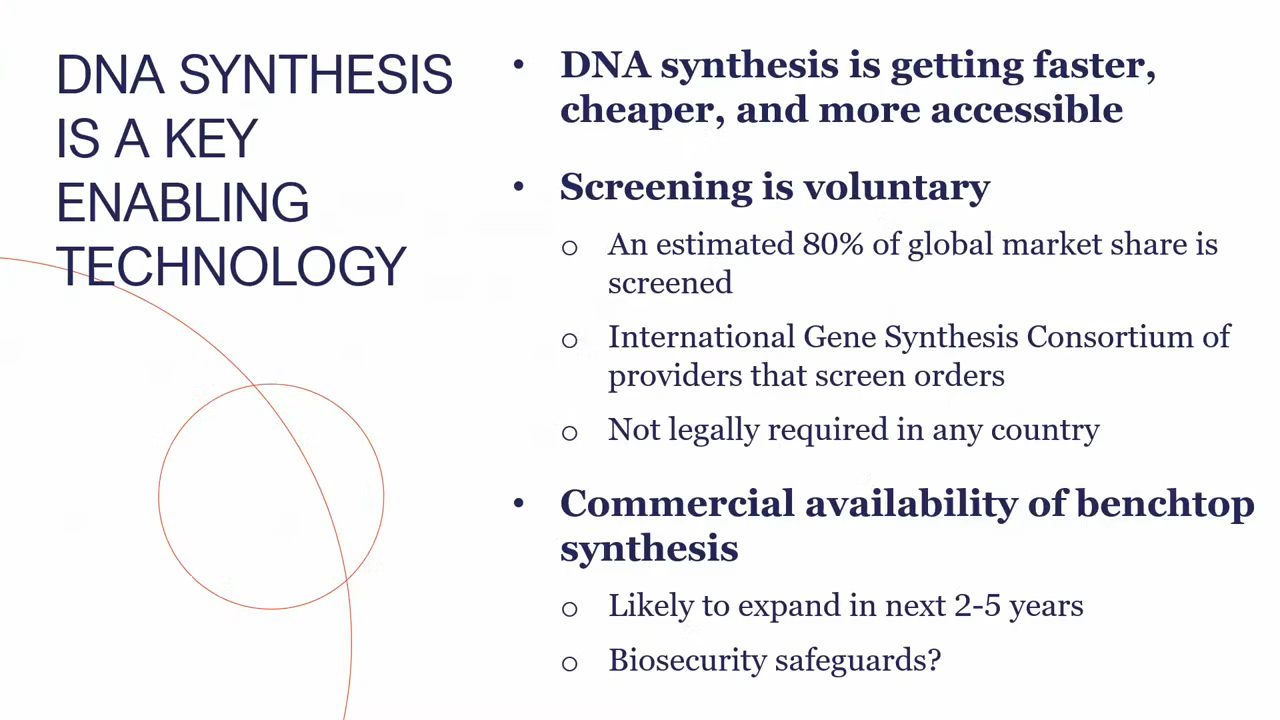 DNA SYNTHESIS
IS A KEY
ENABLING
TECHNOLOGY
• DNA synthesis is getting faster,
cheaper, and more accessible
• Screening is voluntary
o An estimated 80% of global market share is
screened
o International Gene Synthesis Consortium of
providers that screen orders
o Not legally required in any country
• Commercial availability of benchtop
synthesis
o Likely to expand in next 2-5 years
o Biosecurity safeguards?